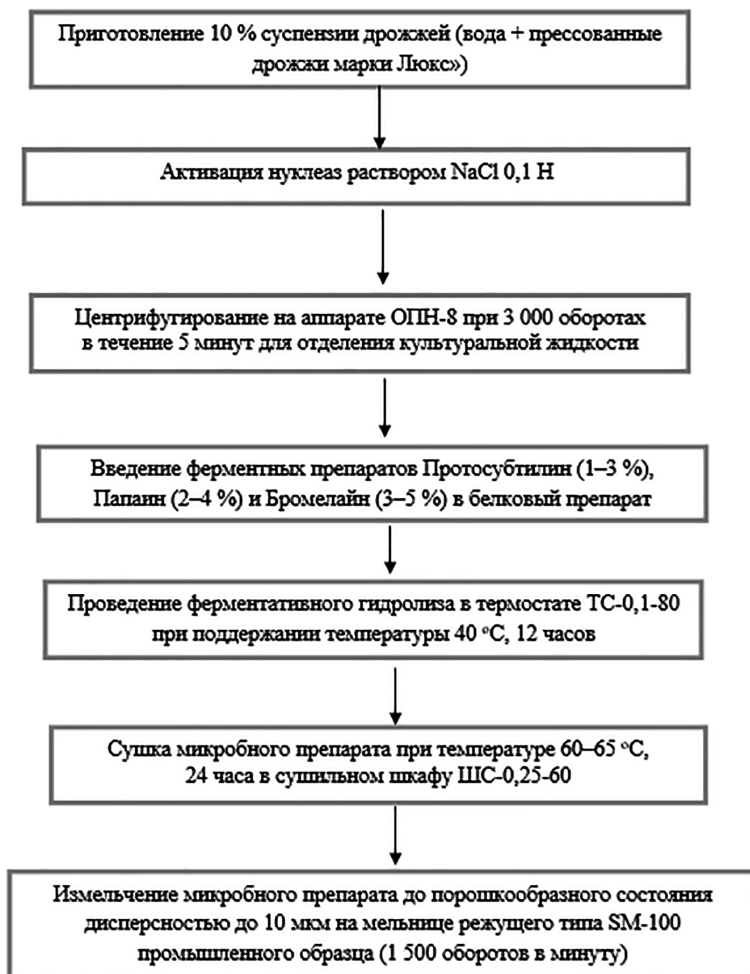 Приготовление 10 % суспензии дрожжей (вода + прессованные
дрожжи марки Люкс»)
Активация нуклеаз раствором NaCl 0,1 Н
Центрифугирование на аппарате ОПН-8 при 3 000 оборотах
в течение 5 минут для отделения культуральной жидкости
Введение ферментных препаратов Протосубтилин (1–3 %),
Папаин (2–4 %) и Бромелайн (3–5 %) в белковый препарат
Проведение ферментативного гидролиза в термостате ТС-0,1-80
при поддержании температуры 40 ºС, 12 часов
Сушка микробного препарата при температуре 60–65 ºС,
24 часа в сушильном шкафу ШС-0,25-60
Измельчение микробного препарата до порошкообразного состояния
дисперсностью до 10 мкм на мельнице режущего типа SM-100
промышленного образца (1 500 оборотов в минуту)